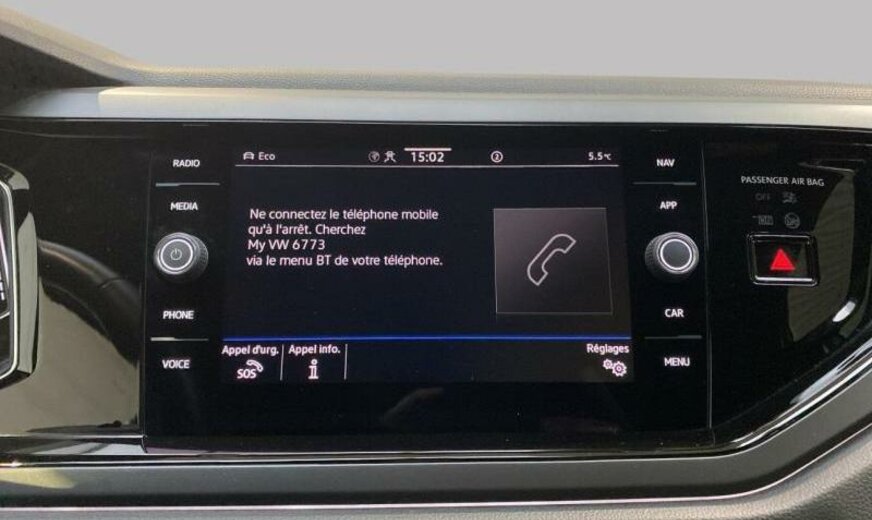 RADIO
MEDIA
PHONE
VOICE
Eco
15:02
2
5.5°C
Ne connectez le téléphone mobile
qu'à l'arrêt. Cherchez
My VW 6773
via le menu BT de votre téléphone.
Appel d'urg.
SOS
Appel info.
i
Réglages
NAV
APP
CAR
MENU
PASSENGER AIR BAG
OFF